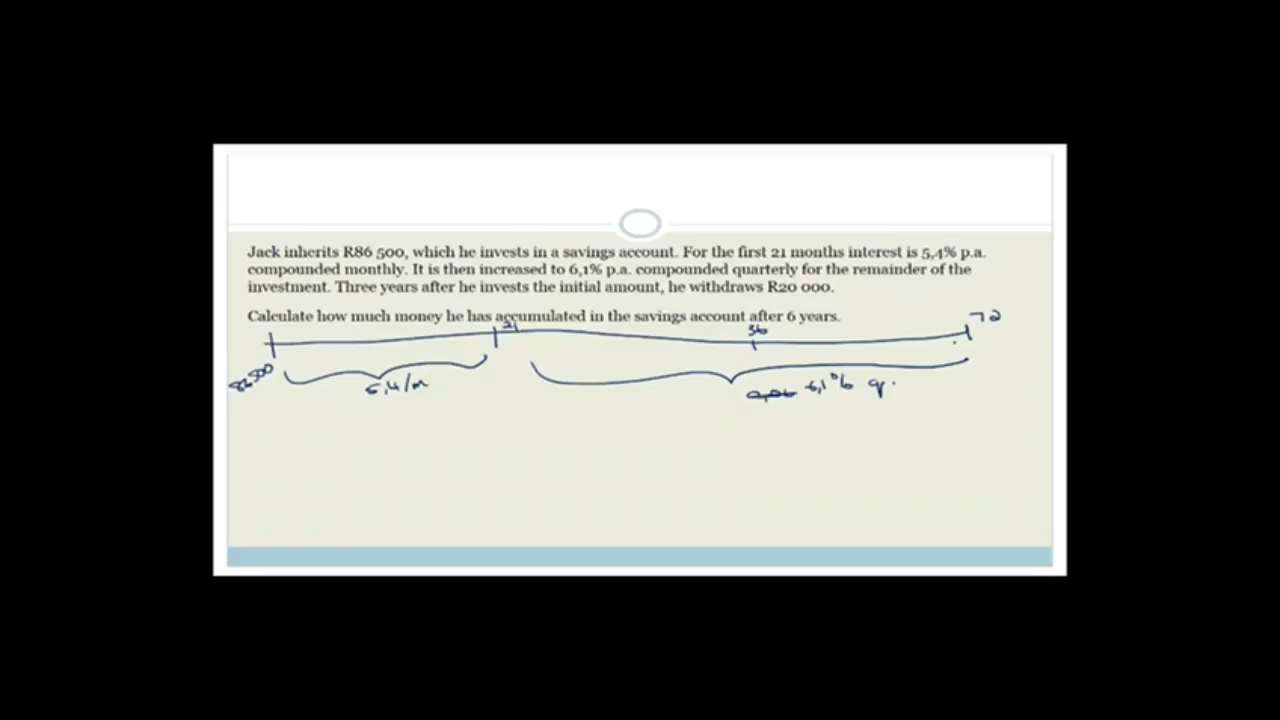 Jack inherits R86 500, which he invests in a savings account. For the first 21 months interest is 5,4% p.a.
compounded monthly. It is then increased to 6,1% p.a. compounded quarterly for the remainder of the
investment. Three years after he invests the initial amount, he withdraws R20 000.
Calculate how much money he has accumulated in the savings account after 6 years.
21 36 72
86500
5,4/m 6,1% q.